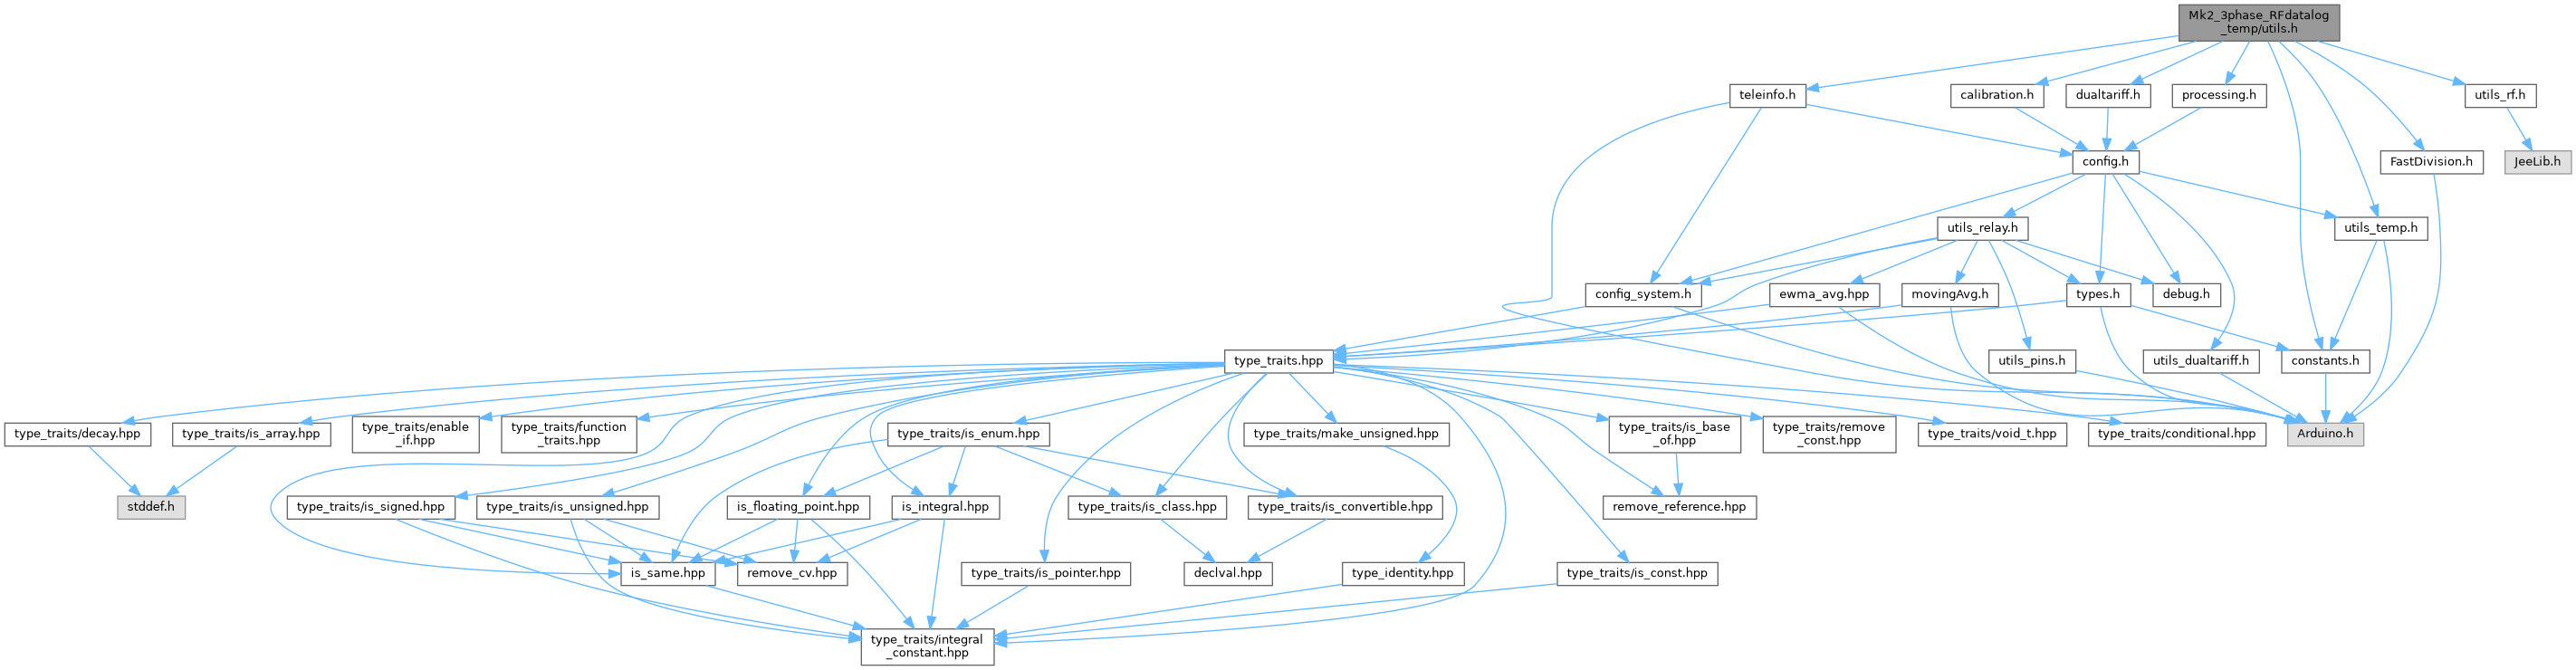 Mk2_3phase_RFdatalog
_temp/utils.h
teleinfo.h
calibration.h
dualtariff.h
processing.h
utils_rf.h
config.h
FastDivision.h
JeeLib.h
utils_relay.h
utils_temp.h
config_system.h
ewma_avg.hpp
movingAvg.h
types.h
debug.h
type_traits.hpp
utils_pins.h
utils_dualtariff.h
constants.h
type_traits/decay.hpp
type_traits/is_array.hpp
type_traits/enable
_if.hpp
type_traits/function
_traits.hpp
type_traits/is_enum.hpp
type_traits/make_unsigned.hpp
type_traits/is_base
_of.hpp
type_traits/remove
_const.hpp
type_traits/void_t.hpp
type_traits/conditional.hpp
Arduino.h
stddef.h
type_traits/is_signed.hpp
type_traits/is_unsigned.hpp
is_floating_point.hpp
is_integral.hpp
type_traits/is_class.hpp
type_traits/is_convertible.hpp
remove_reference.hpp
is_same.hpp
remove_cv.hpp
type_traits/is_pointer.hpp
declval.hpp
type_identity.hpp
type_traits/is_const.hpp
type_traits/integral
_constant.hpp